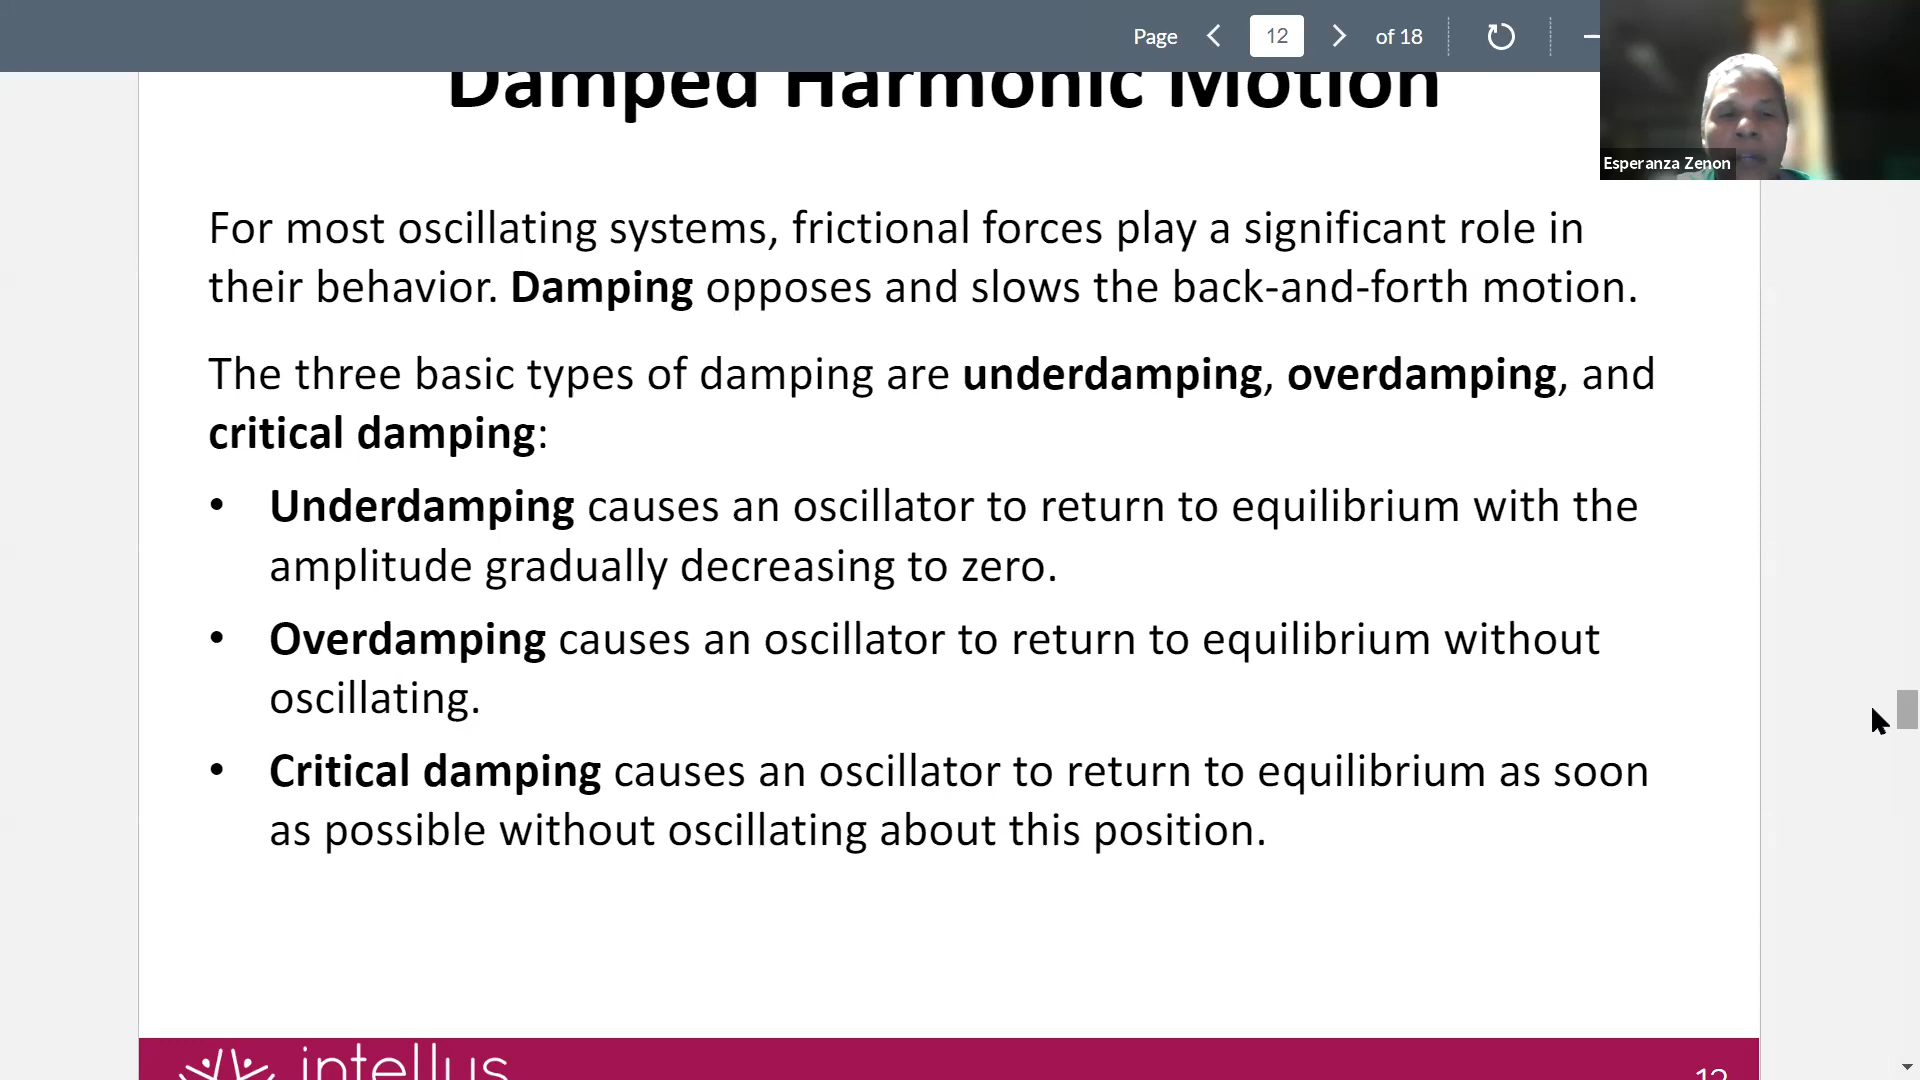 Page 12 of 18
Esperanza Zenon
Damped Harmonic Motion
For most oscillating systems, frictional forces play a significant role in
their behavior. Damping opposes and slows the back-and-forth motion.
The three basic types of damping are underdamping, overdamping, and
critical damping:
• Underdamping causes an oscillator to return to equilibrium with the
amplitude gradually decreasing to zero.
• Overdamping causes an oscillator to return to equilibrium without
oscillating.
• Critical damping causes an oscillator to return to equilibrium as soon
as possible without oscillating about this position.
intellus
12